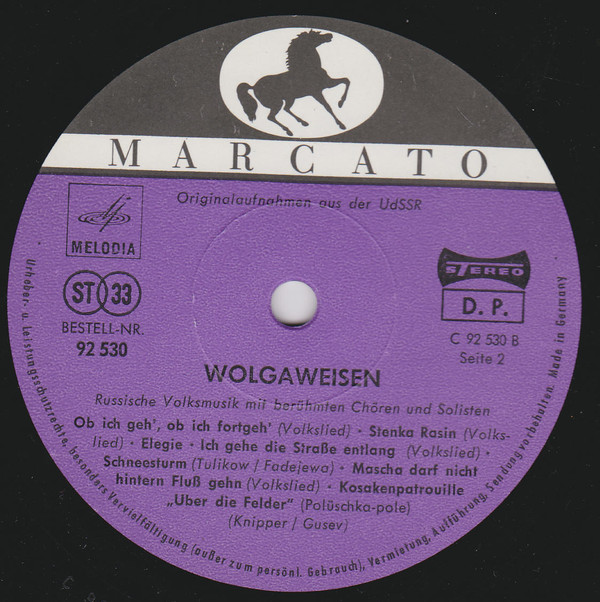 MARCATO
Originalaufnahmen aus der UdSSR
MELODIA
STEREO
ST 33
D. P.
BESTELL-NR.
92 530
C 92 530 B
Seite 2
WOLGAWEISEN
Russische Volksmusik mit berühmten Chören und Solisten
Ob ich geh', ob ich fortgeh' (Volkslied) · Stenka Rasin (Volks-
lied) · Elegie · Ich gehe die Straße entlang (Volkslied) ·
Schneesturm (Tulikow / Fadejewa) · Mascha darf nicht
hintern Fluß gehn (Volkslied) · Kosakenpatrouille
„Uber die Felder" (Polüschka-pole)
(Knipper / Gusev)
Urheber- u. Leistungsschutzrechte, besonders Vervielfältigung (außer zum persönl. Gebrauch), Vermietung, Aufführung, Sendung vorbehalten. Made in Germany